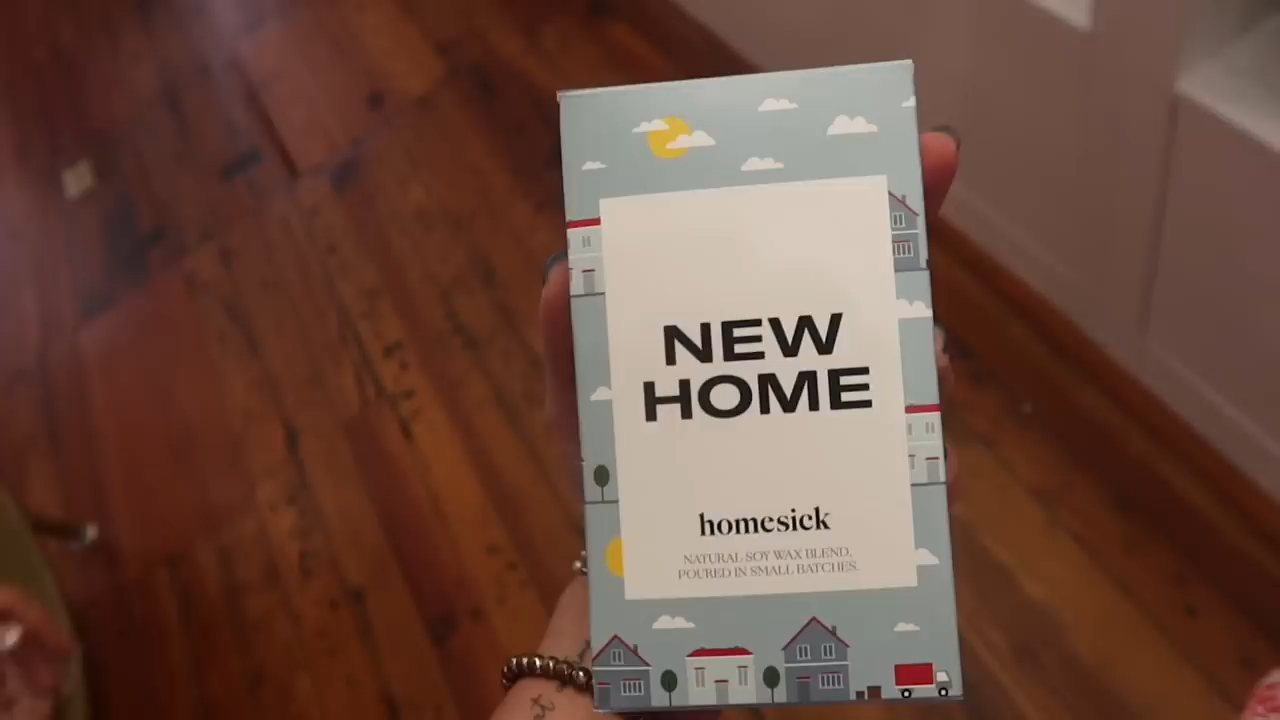 NEW
HOME
homesick
NATURAL SOY WAX BLEND,
POURED IN SMALL BATCHES.